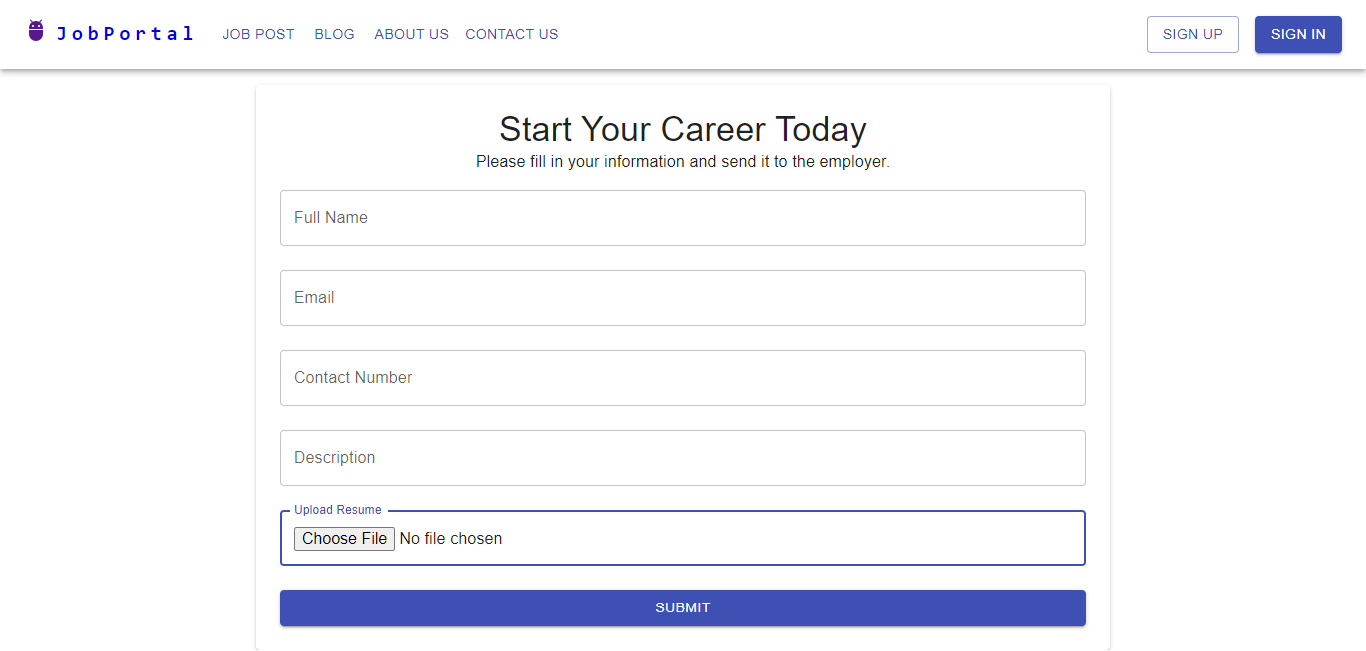 JobPortal JOB POST BLOG ABOUT US CONTACT US SIGN UP SIGN IN
Start Your Career Today
Please fill in your information and send it to the employer.
Full Name
Email
Contact Number
Description
Upload Resume
Choose File No file chosen
SUBMIT